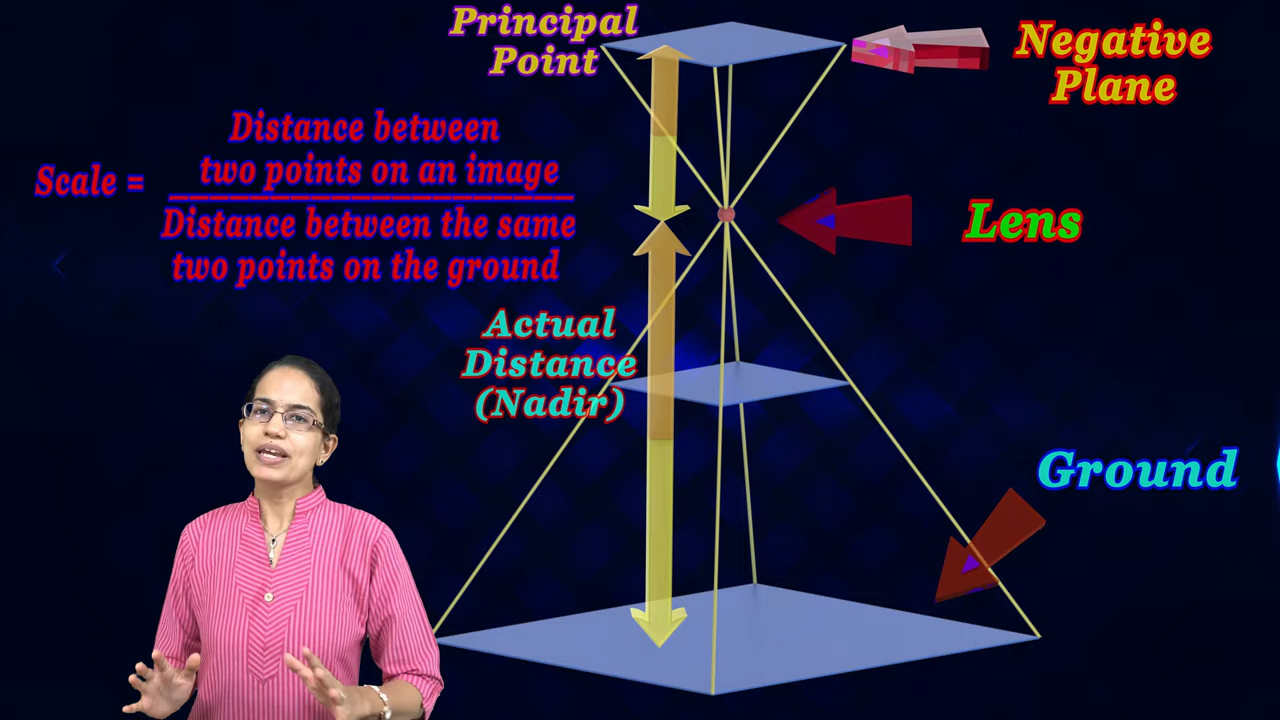 Principal
Point
Negative
Plane
Distance between
two points on an image
Scale =
Distance between the same
two points on the ground
Lens
Actual
Distance
(Nadir)
Ground